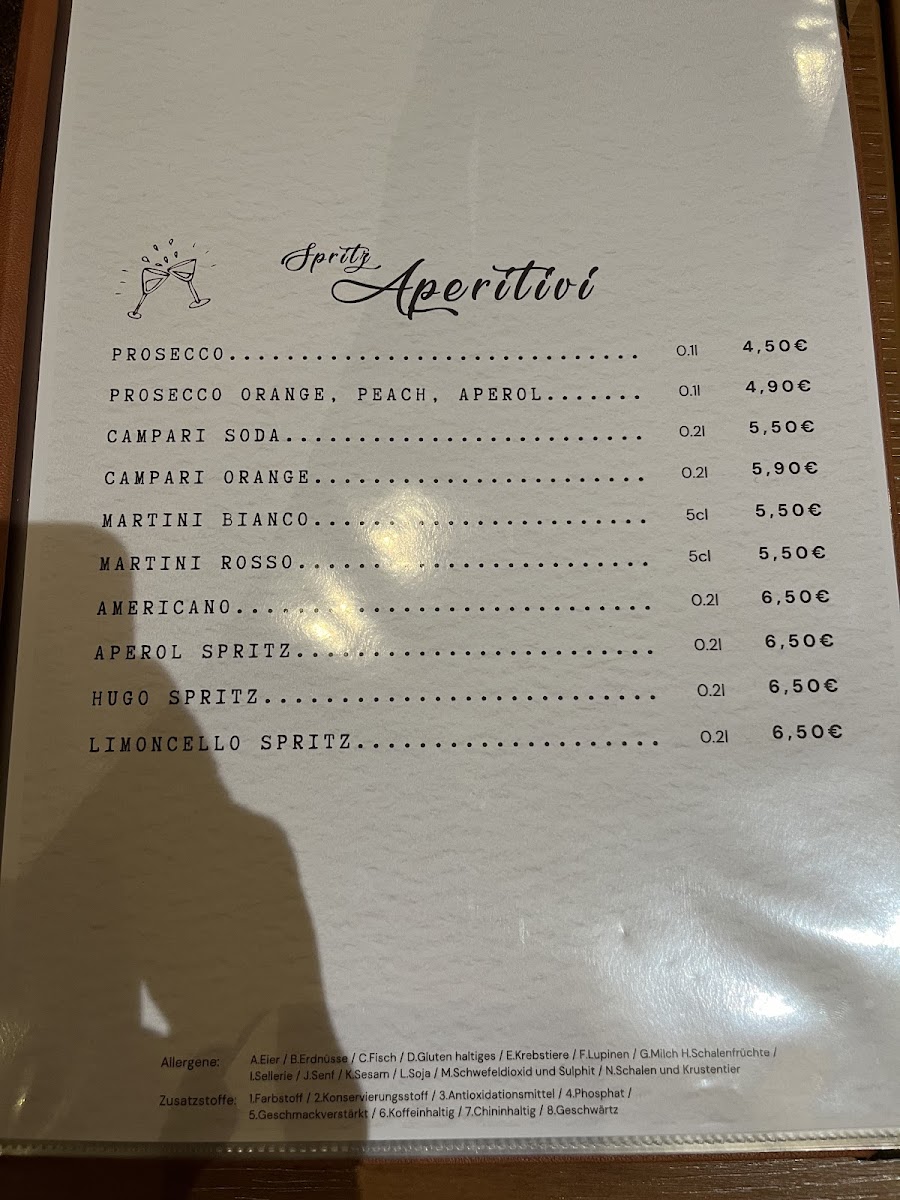 Spritz
Aperitivi
PROSECCO............................. 0.1l 4,50€
PROSECCO ORANGE, PEACH, APEROL....... 0.1l 4,90€
CAMPARI SODA......................... 0.2l 5,50€
CAMPARI ORANGE....................... 0.2l 5,90€
MARTINI BIANCO....................... 5cl 5,50€
MARTINI ROSSO........................ 5cl 5,50€
AMERICANO............................ 0.2l 6,50€
APEROL SPRITZ........................ 0.2l 6,50€
HUGO SPRITZ.......................... 0.2l 6,50€
LIMONCELLO SPRITZ.................... 0.2l 6,50€
Allergene: A.Eier / B.Erdnüsse / C.Fisch / D.Gluten haltiges / E.Krebstiere / F.Lupinen / G.Milch H.Schalenfrüchte /
I.Sellerie / J.Senf / K.Sesam / L.Soja / M.Schwefeldioxid und Sulphit / N.Schalen und Krustentier
Zusatzstoffe: 1.Farbstoff / 2.Konservierungsstoff / 3.Antioxidationsmittel / 4.Phosphat /
5.Geschmackverstärkt / 6.Koffeinhaltig / 7.Chininhaltig / 8.Geschwärtz